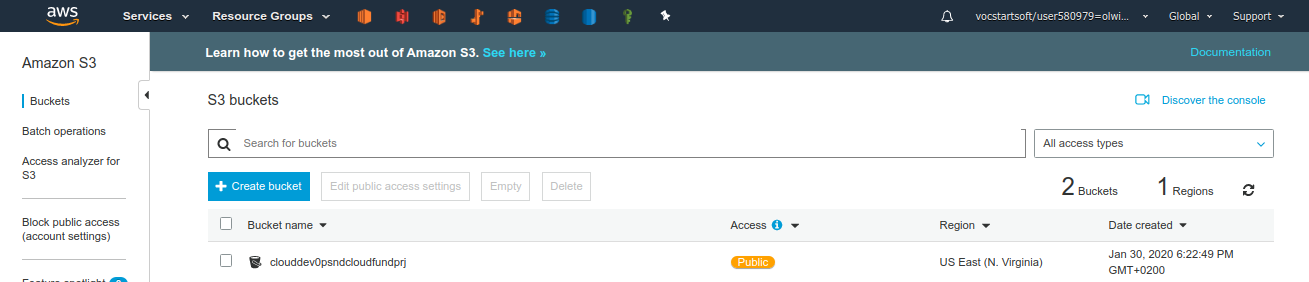 aws
Services
Resource Groups
vocstartsoft/user580979=olwi...
Global
Support
Amazon S3
Buckets
Batch operations
Access analyzer for
S3
Block public access
(account settings)
Feature spotlight
Learn how to get the most out of Amazon S3. See here »
Documentation
S3 buckets
Discover the console
Search for buckets
All access types
+ Create bucket
Edit public access settings
Empty
Delete
2 Buckets
1 Regions
Bucket name
Access
Region
Date created
clouddev0psndcloudfundprj
Public
US East (N. Virginia)
Jan 30, 2020 6:22:49 PM
GMT+0200